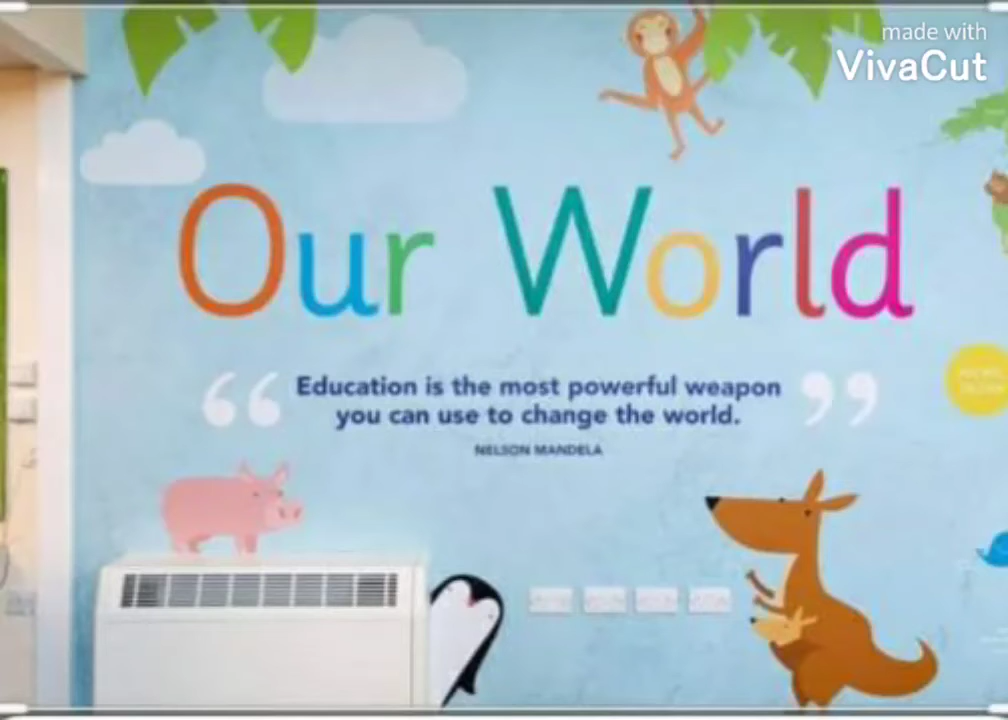 made with
VivaCut
Our World
“ Education is the most powerful weapon ”
you can use to change the world.
NELSON MANDELA